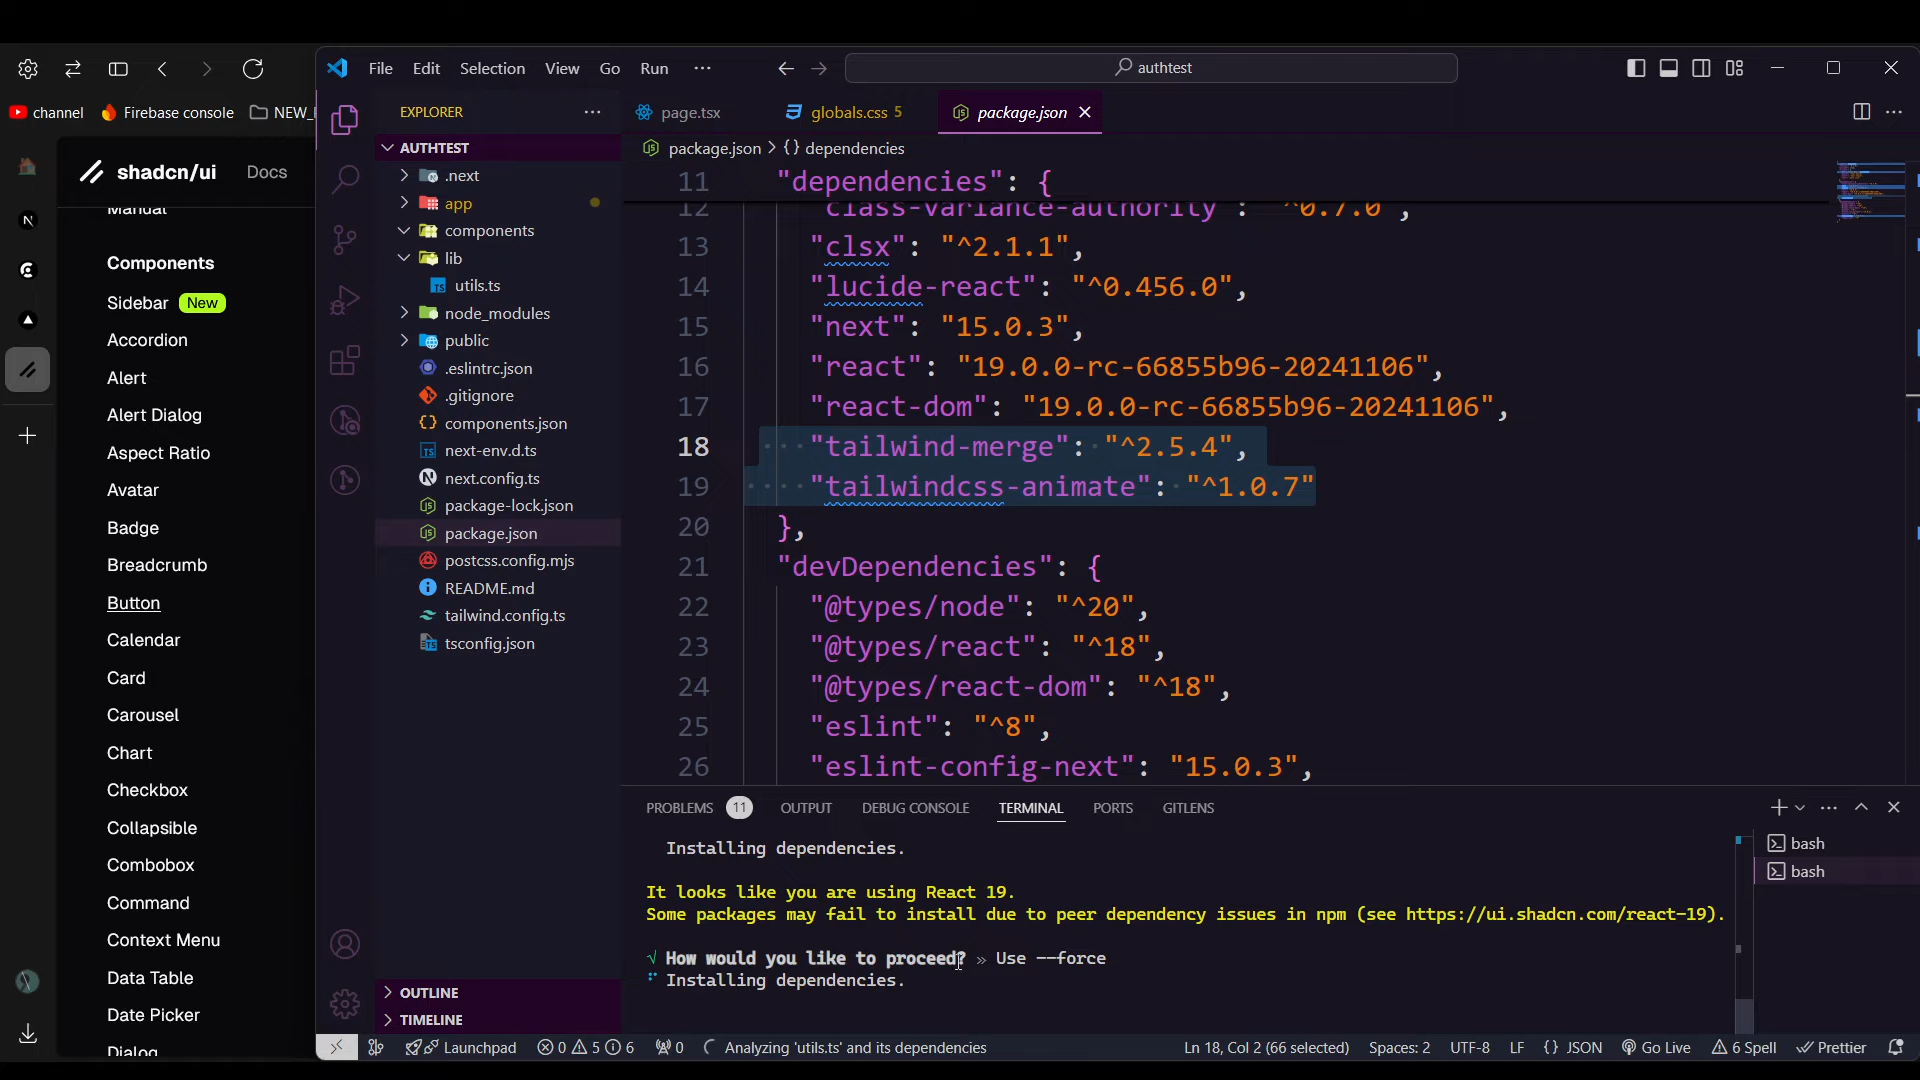 File Edit Selection View Go Run ··· authtest
channel Firebase console NEW_
EXPLORER
page.tsx globals.css 5 package.json
shadcn/ui Docs
Manual
Components
Sidebar New
Accordion
Alert
Alert Dialog
Aspect Ratio
Avatar
Badge
Breadcrumb
Button
Calendar
Card
Carousel
Chart
Checkbox
Collapsible
Combobox
Command
Context Menu
Data Table
Date Picker
Dialog
AUTHTEST
.next
app
components
lib
utils.ts
node_modules
public
.eslintrc.json
.gitignore
components.json
next-env.d.ts
next.config.ts
package-lock.json
package.json
postcss.config.mjs
README.md
tailwind.config.ts
tsconfig.json
OUTLINE
TIMELINE
package.json > {} dependencies
11 "dependencies": {
12 "class-variance-authority": "^0.7.0",
13 "clsx": "^2.1.1",
14 "lucide-react": "^0.456.0",
15 "next": "15.0.3",
16 "react": "19.0.0-rc-66855b96-20241106",
17 "react-dom": "19.0.0-rc-66855b96-20241106",
18 "tailwind-merge": "^2.5.4",
19 "tailwindcss-animate": "^1.0.7"
20 },
21 "devDependencies": {
22 "@types/node": "^20",
23 "@types/react": "^18",
24 "@types/react-dom": "^18",
25 "eslint": "^8",
26 "eslint-config-next": "15.0.3",
PROBLEMS 11 OUTPUT DEBUG CONSOLE TERMINAL PORTS GITLENS
Installing dependencies.
It looks like you are using React 19.
Some packages may fail to install due to peer dependency issues in npm (see https://ui.shadcn.com/react-19).
√ How would you like to proceed? » Use --force
Installing dependencies.
bash
bash
Launchpad 0 5 6 0 Analyzing 'utils.ts' and its dependencies Ln 18, Col 2 (66 selected) Spaces: 2 UTF-8 LF {} JSON Go Live 6 Spell Prettier